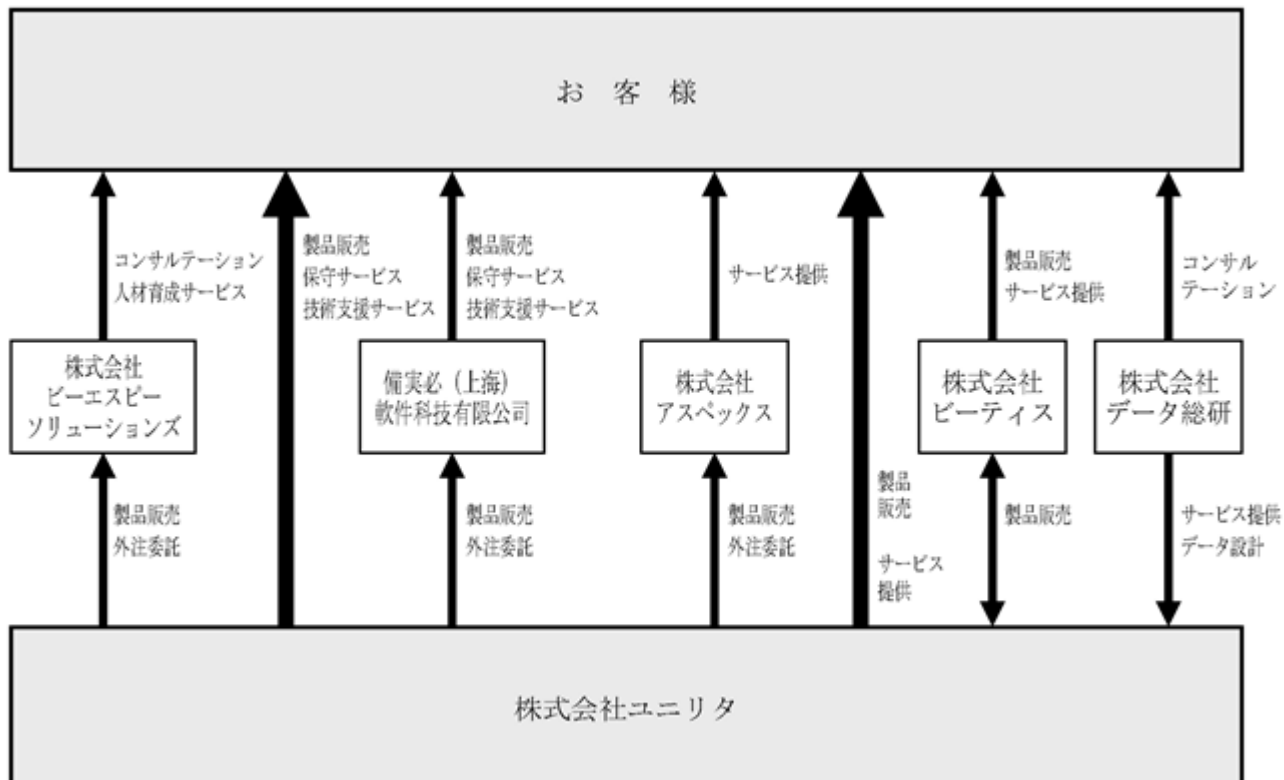 お 客 様
コンサルテーション
人材育成サービス
製品販売
保守サービス
技術支援サービス
製品販売
保守サービス
技術支援サービス
サービス提供
製品販売
サービス提供
コンサル
テーション
株式会社
ビーエスピー
ソリューションズ
備実必（上海）
軟件科技有限公司
株式会社
アスペックス
株式会社
ビーティス
株式会社
データ総研
製品販売
外注委託
製品販売
外注委託
製品販売
外注委託
製品
販売
サービス
提供
製品販売
サービス提供
データ設計
株式会社ユニリタ